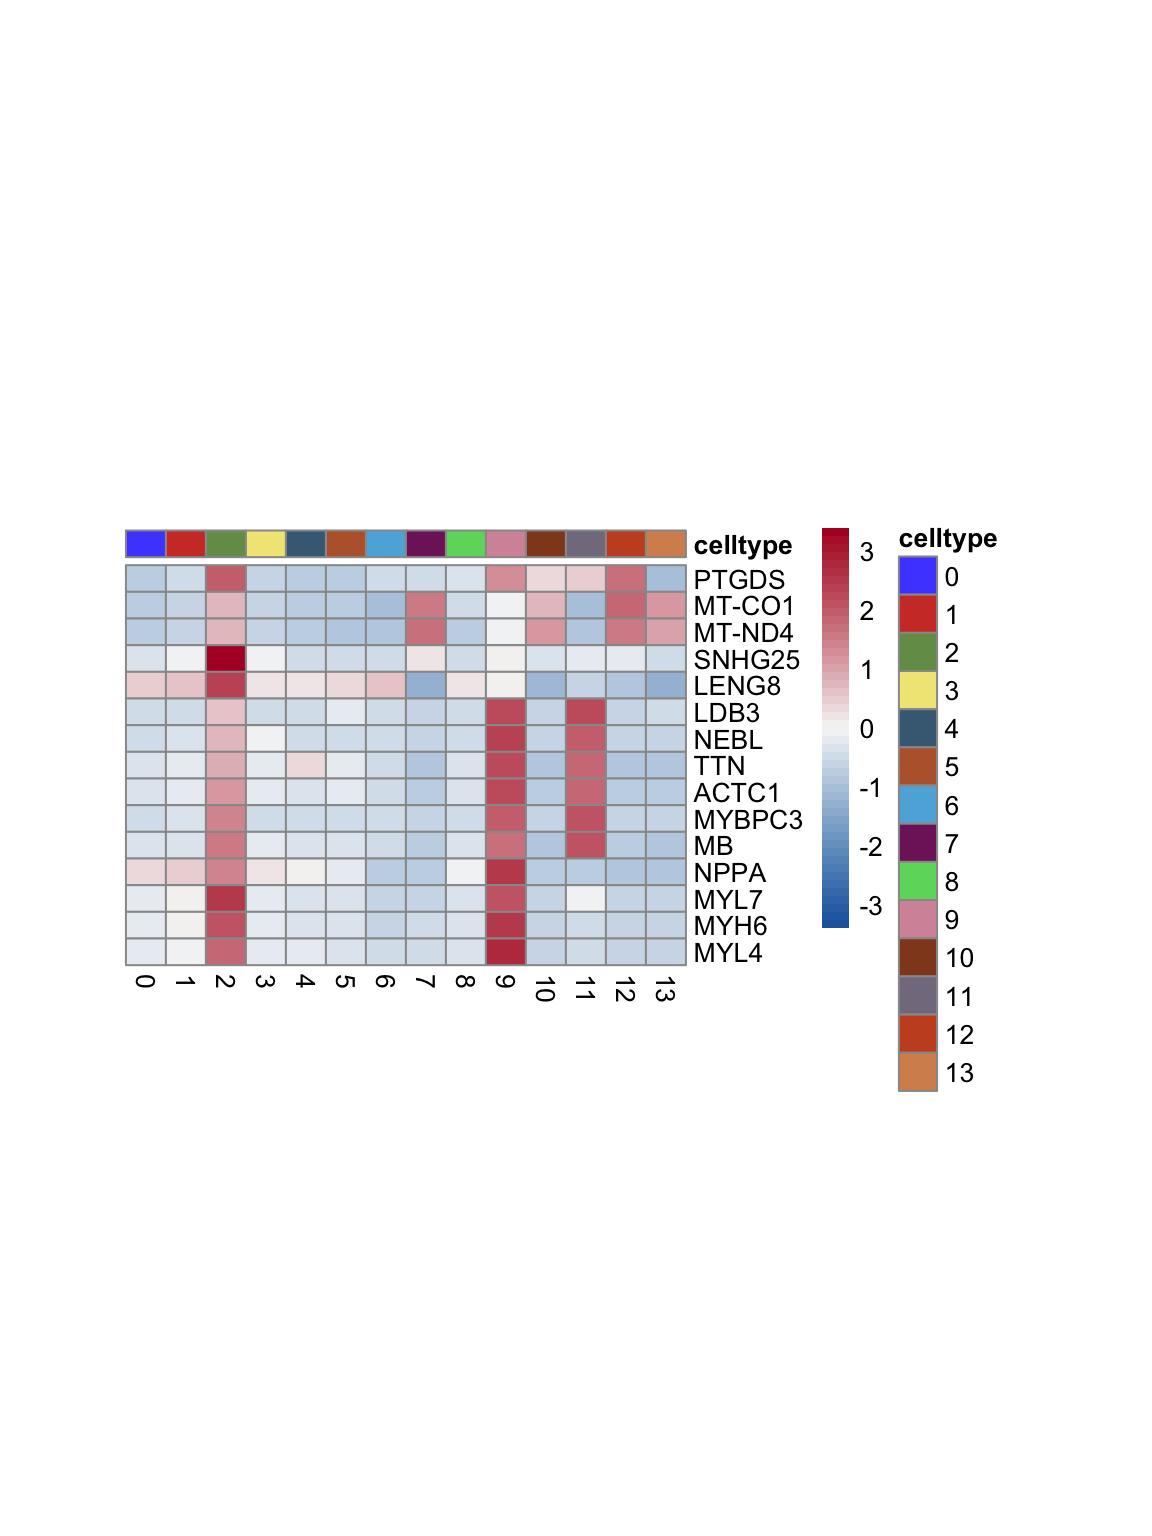 celltype
PTGDS
MT-CO1
MT-ND4
SNHG25
LENG8
LDB3
NEBL
TTN
ACTC1
MYBPC3
MB
NPPA
MYL7
MYH6
MYL4
0 1 2 3 4 5 6 7 8 9 10 11 12 13
3
2
1
0
-1
-2
-3
celltype
0
1
2
3
4
5
6
7
8
9
10
11
12
13